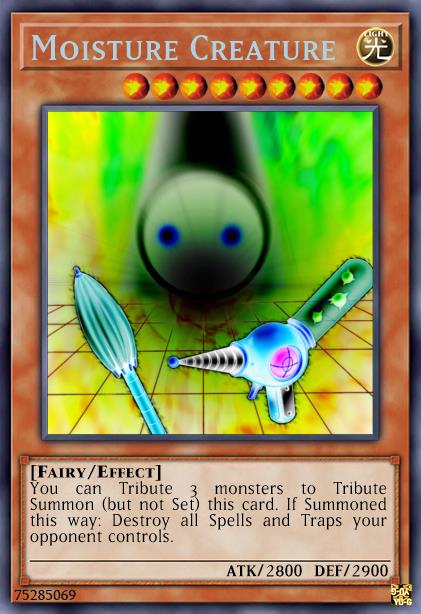 Moisture Creature
LIGHT
光
[Fairy/Effect]
You can Tribute 3 monsters to Tribute
Summon (but not Set) this card. If Summoned
this way: Destroy all Spells and Traps your
opponent controls.
ATK/2800 DEF/2900
75285069